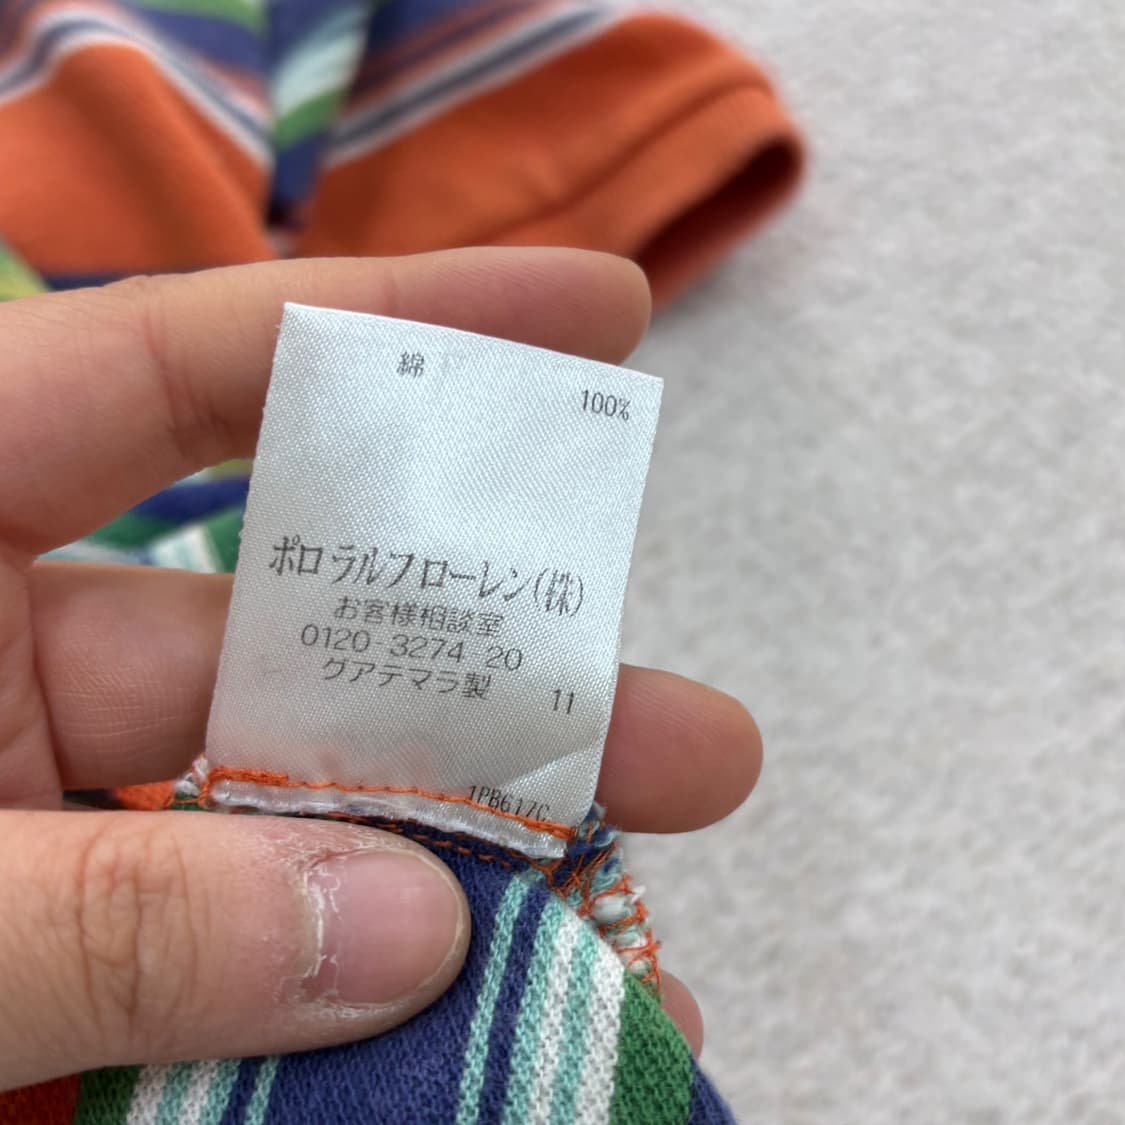 綿
100%
ポロ ラルフ ローレン(株)
お客様相談室
0120 3274 20
グアテマラ製
11
1PB617C